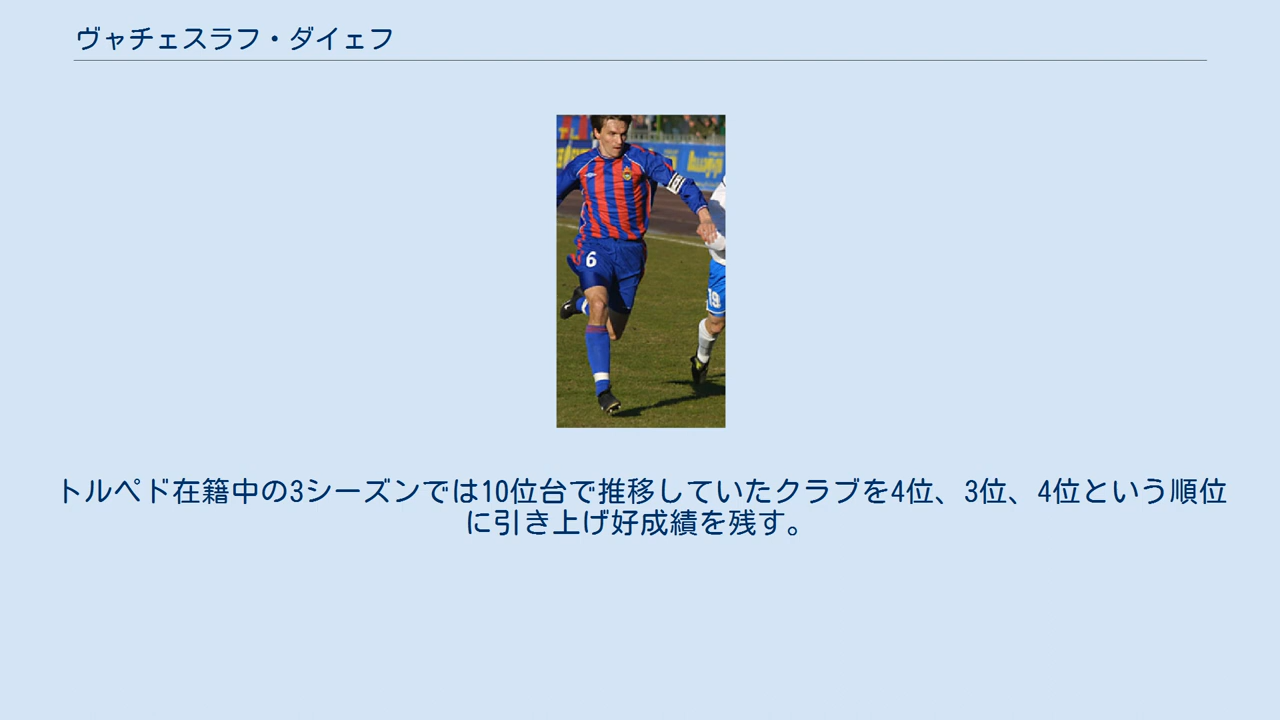 ヴャチェスラフ・ダイェフ
6
19
トルペド在籍中の3シーズンでは10位台で推移していたクラブを4位、3位、4位という順位
に引き上げ好成績を残す。